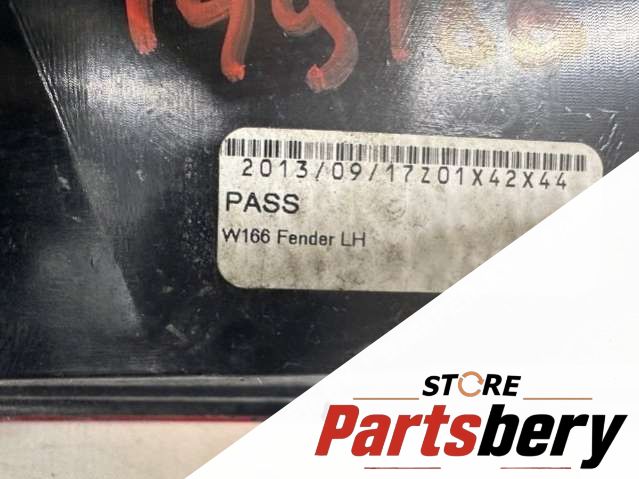 2013/09/17Z01X42X44
PASS
W166 Fender LH
STORE
Partsbery